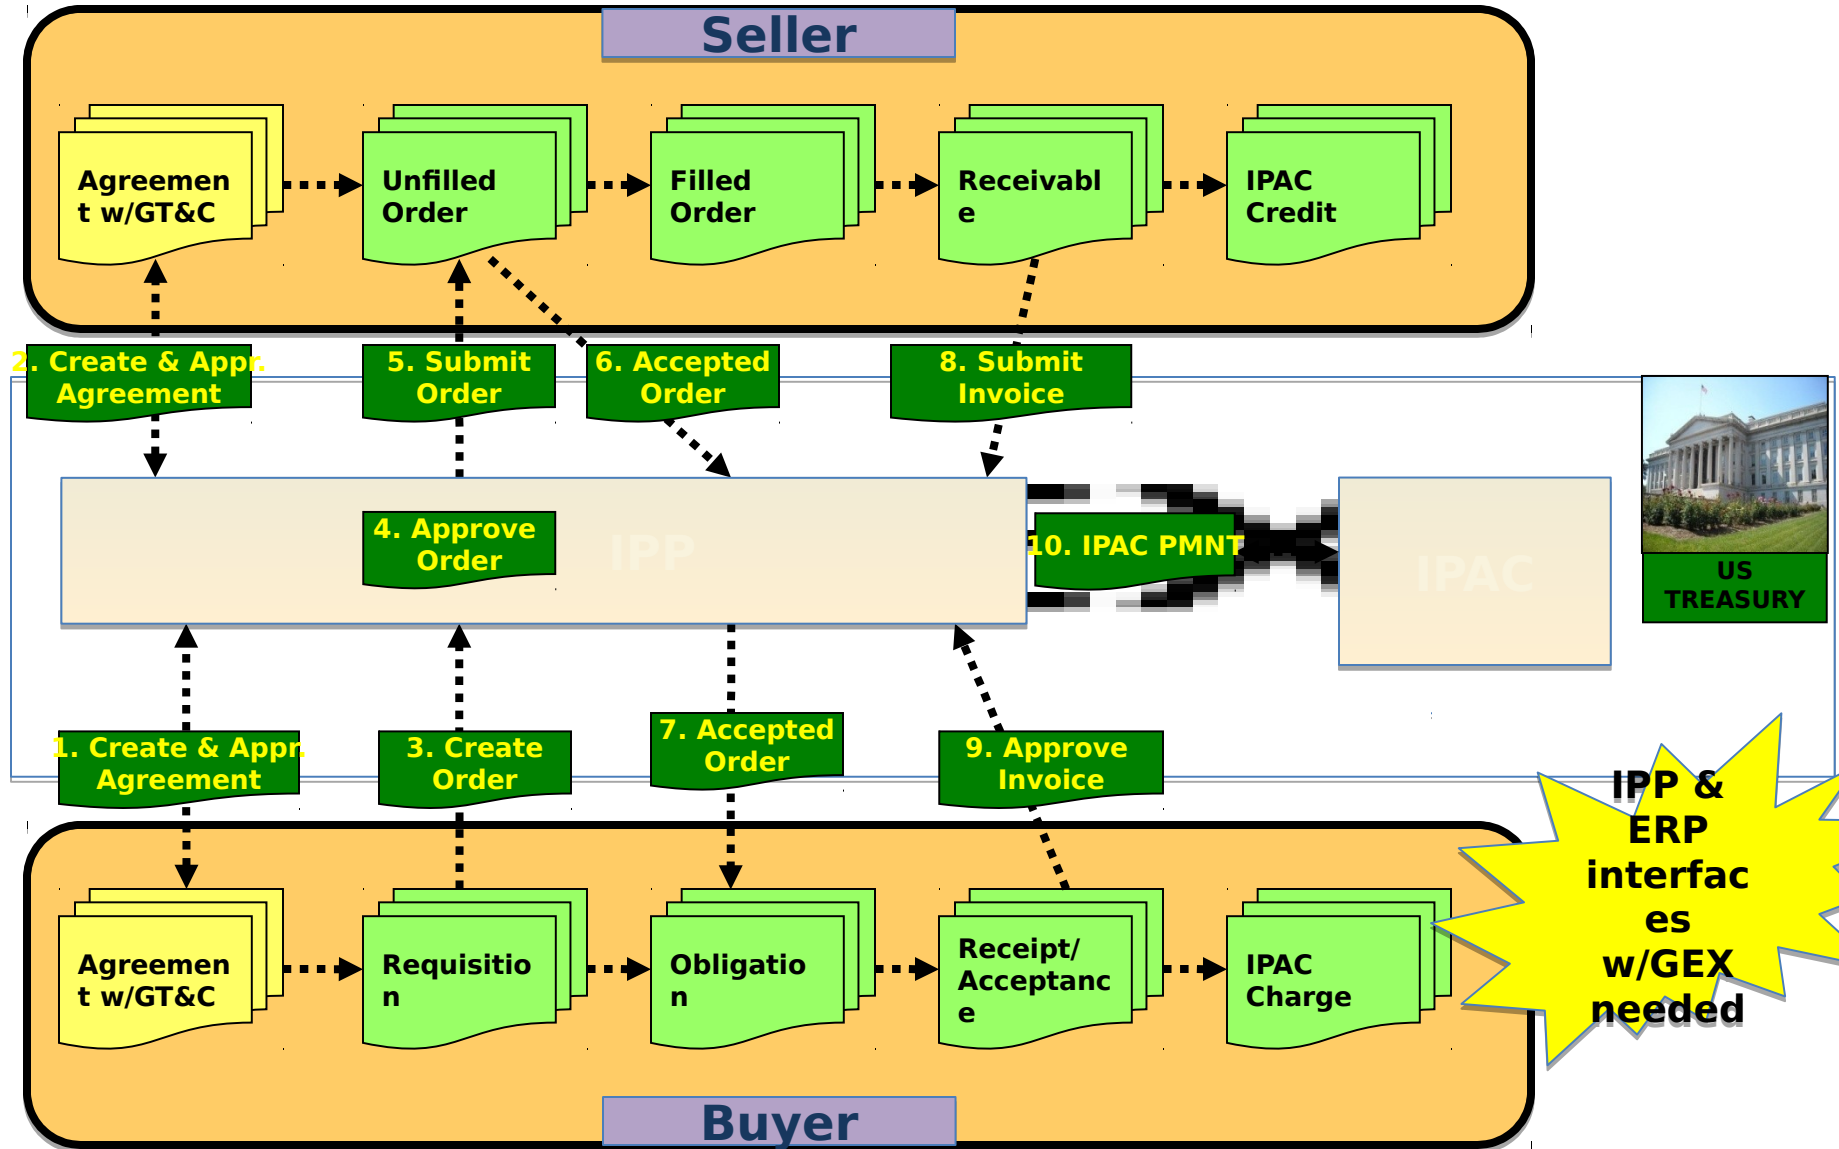 Seller
Agreemen
t w/GT&C
Unfilled
Order
Filled
Order
Receivabl
e
IPAC
Credit
2. Create & Appr.
Agreement
5. Submit
Order
6. Accepted
Order
8. Submit
Invoice
4. Approve
Order
IPP
10. IPAC PMNT
IPAC
US
TREASURY
1. Create & Appr.
Agreement
3. Create
Order
7. Accepted
Order
9. Approve
Invoice
IPP &
ERP
interfac
es
w/GEX
needed
Agreemen
t w/GT&C
Requisitio
n
Obligatio
n
Receipt/
Acceptanc
e
IPAC
Charge
Buyer